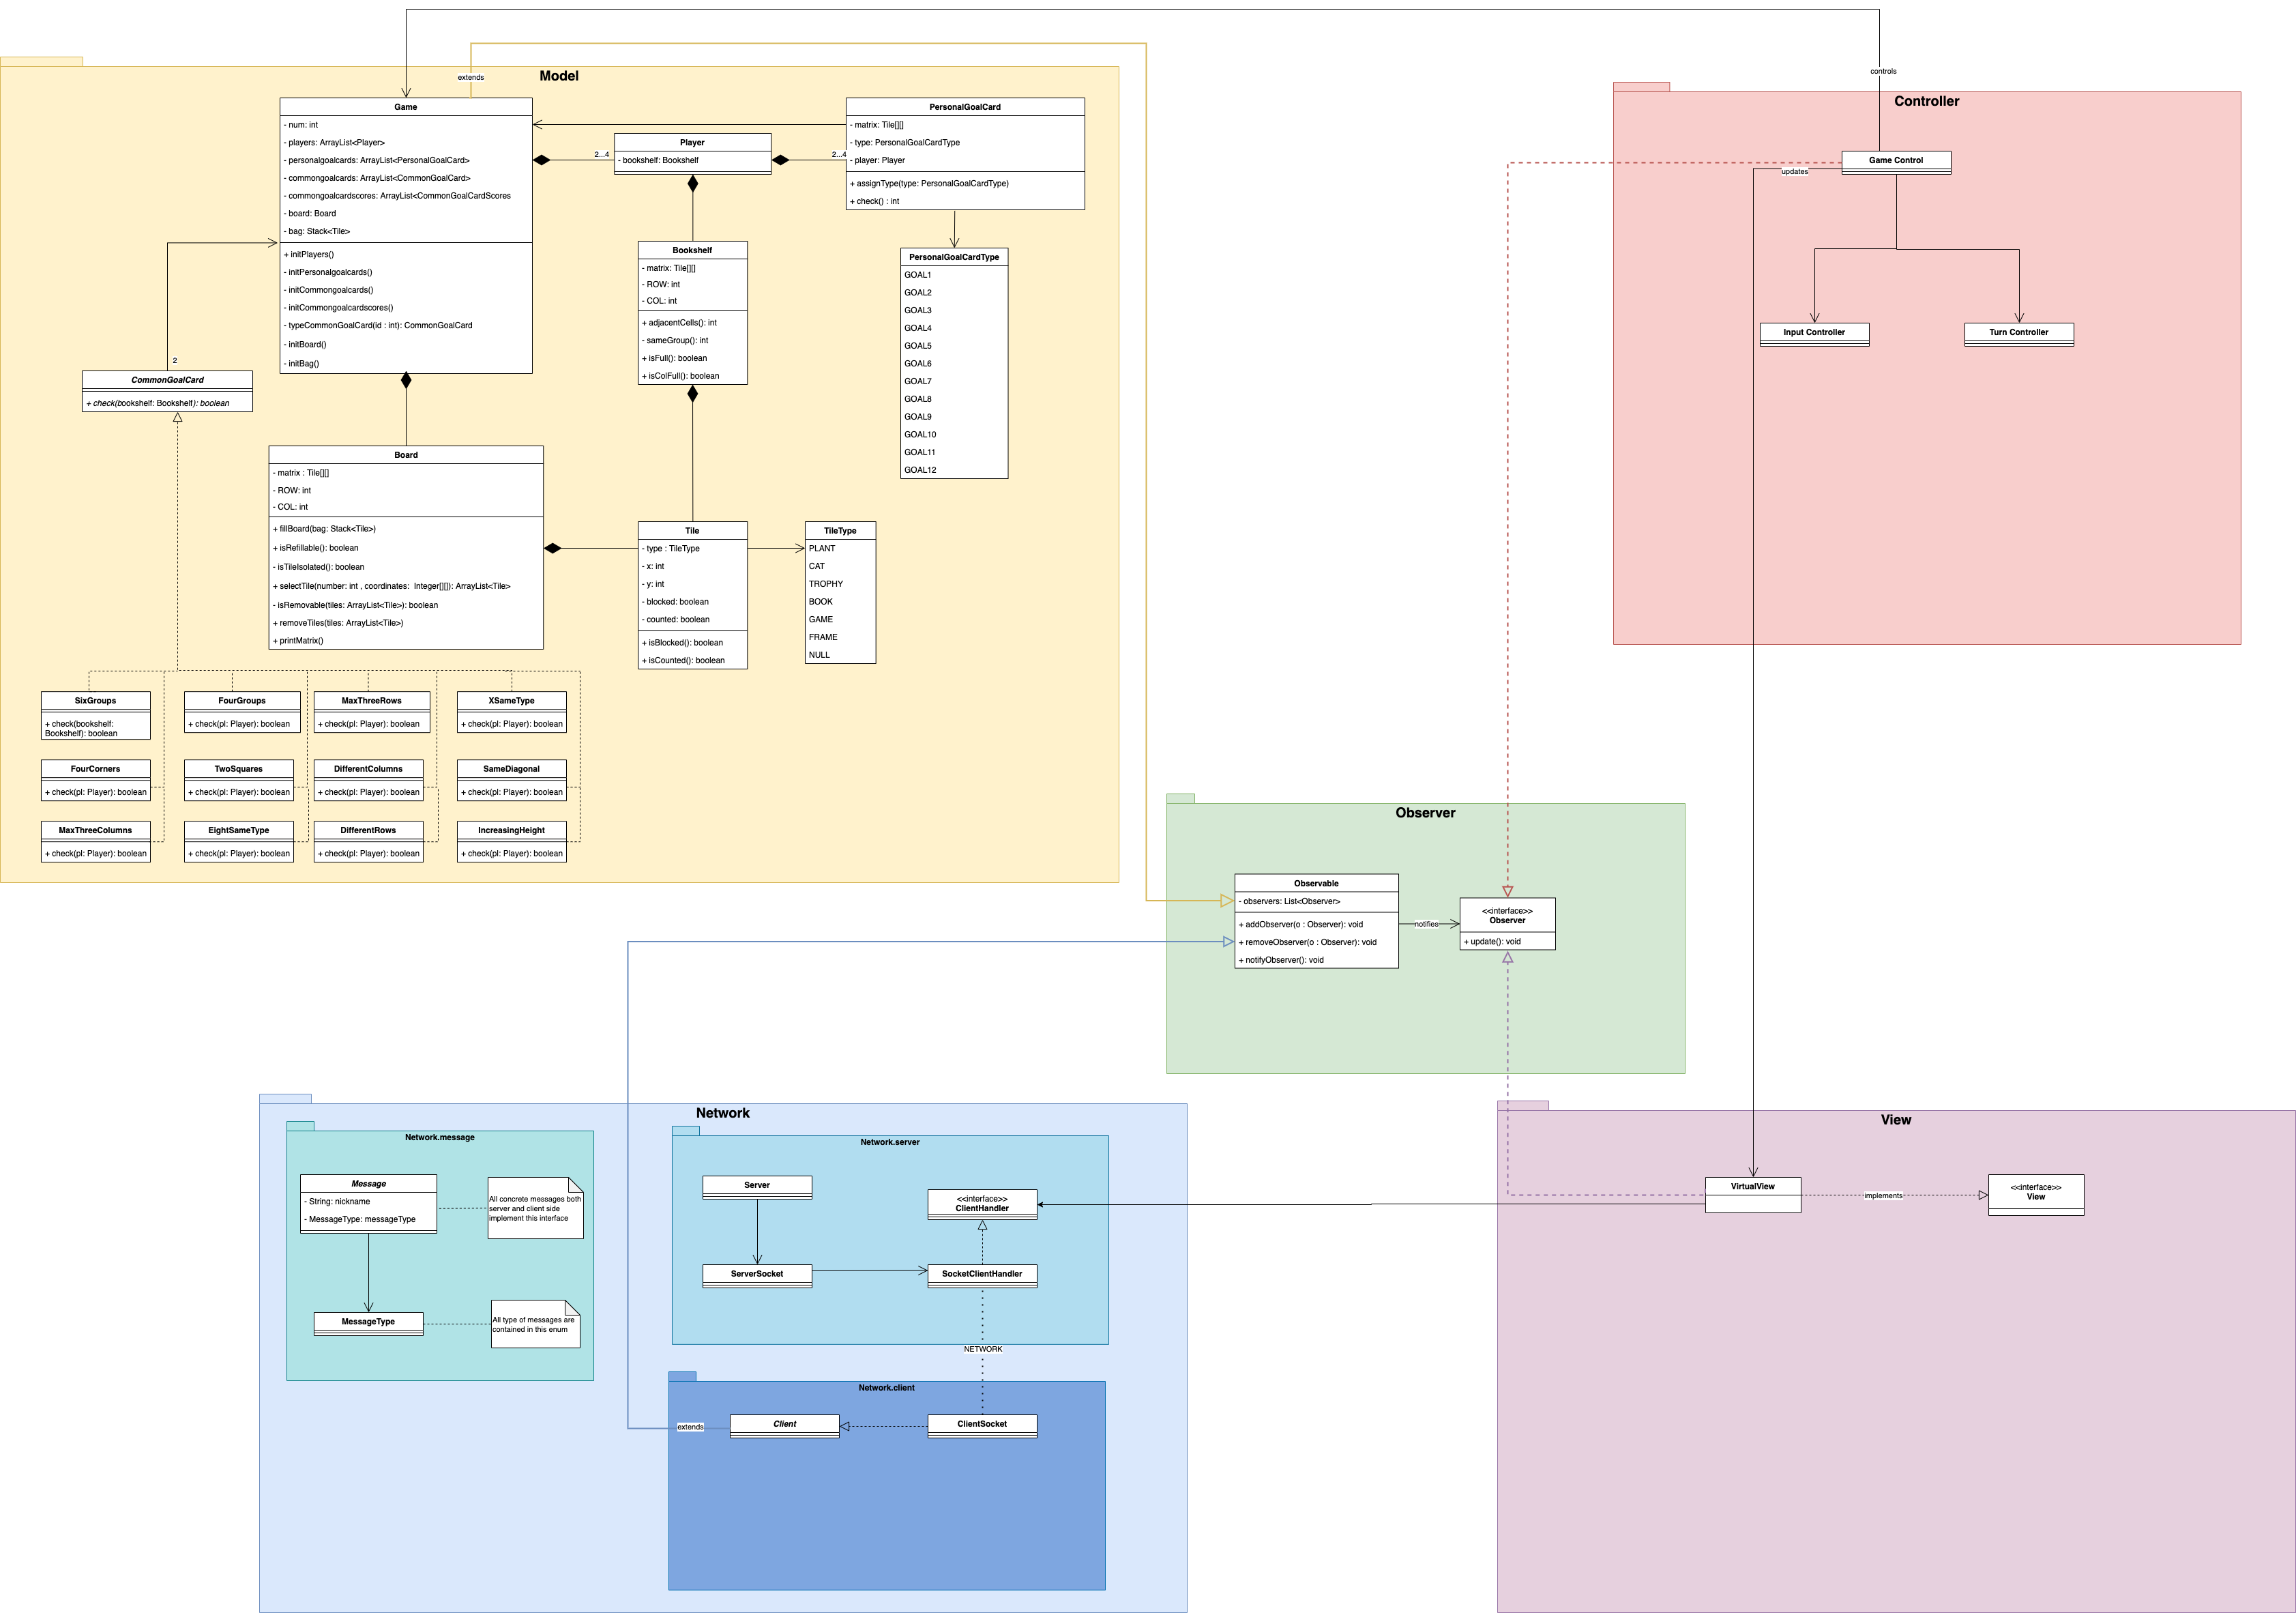 controls
extends
Model
Game
- num: int
- players: ArrayList<Player>
- personalgoalcards: ArrayList<PersonalGoalCard>
- commongoalcards: ArrayList<CommonGoalCard>
- commongoalcardscores: ArrayList<CommonGoalCardScores
- board: Board
- bag: Stack<Tile>
+ initPlayers()
- initPersonalgoalcards()
- initCommongoalcards()
- initCommongoalcardscores()
- typeCommonGoalCard(id : int): CommonGoalCard
- initBoard()
- initBag()
2...4
Player
- bookshelf: Bookshelf
2...4
PersonalGoalCard
- matrix: Tile[][]
- type: PersonalGoalCardType
- player: Player
+ assignType(type: PersonalGoalCardType)
+ check() : int
Bookshelf
- matrix: Tile[][]
- ROW: int
- COL: int
+ adjacentCells(): int
- sameGroup(): int
+ isFull(): boolean
+ isColFull(): boolean
PersonalGoalCardType
GOAL1
GOAL2
GOAL3
GOAL4
GOAL5
GOAL6
GOAL7
GOAL8
GOAL9
GOAL10
GOAL11
GOAL12
2
CommonGoalCard
+ check(bookshelf: Bookshelf): boolean
Board
- matrix : Tile[][]
- ROW: int
- COL: int
+ fillBoard(bag: Stack<Tile>)
+ isRefillable(): boolean
- isTileIsolated(): boolean
+ selectTile(number: int , coordinates: Integer[][]): ArrayList<Tile>
- isRemovable(tiles: ArrayList<Tile>): boolean
+ removeTiles(tiles: ArrayList<Tile>)
+ printMatrix()
Tile
- type : TileType
- x: int
- y: int
- blocked: boolean
- counted: boolean
+ isBlocked(): boolean
+ isCounted(): boolean
TileType
PLANT
CAT
TROPHY
BOOK
GAME
FRAME
NULL
SixGroups
+ check(bookshelf:
Bookshelf): boolean
FourGroups
+ check(pl: Player): boolean
MaxThreeRows
+ check(pl: Player): boolean
XSameType
+ check(pl: Player): boolean
FourCorners
+ check(pl: Player): boolean
TwoSquares
+ check(pl: Player): boolean
DifferentColumns
+ check(pl: Player): boolean
SameDiagonal
+ check(pl: Player): boolean
MaxThreeColumns
+ check(pl: Player): boolean
EightSameType
+ check(pl: Player): boolean
DifferentRows
+ check(pl: Player): boolean
IncreasingHeight
+ check(pl: Player): boolean
Controller
Game Control
updates
Input Controller
Turn Controller
Observer
Observable
- observers: List<Observer>
+ addObserver(o : Observer): void
+ removeObserver(o : Observer): void
+ notifyObserver(): void
notifies
<<interface>>
Observer
+ update(): void
Network
Network.message
Message
- String: nickname
- MessageType: messageType
All concrete messages both
server and client side
implement this interface
MessageType
All type of messages are
contained in this enum
Network.server
Server
<<interface>>
ClientHandler
ServerSocket
SocketClientHandler
NETWORK
Network.client
extends
Client
ClientSocket
View
VirtualView
implements
<<interface>>
View